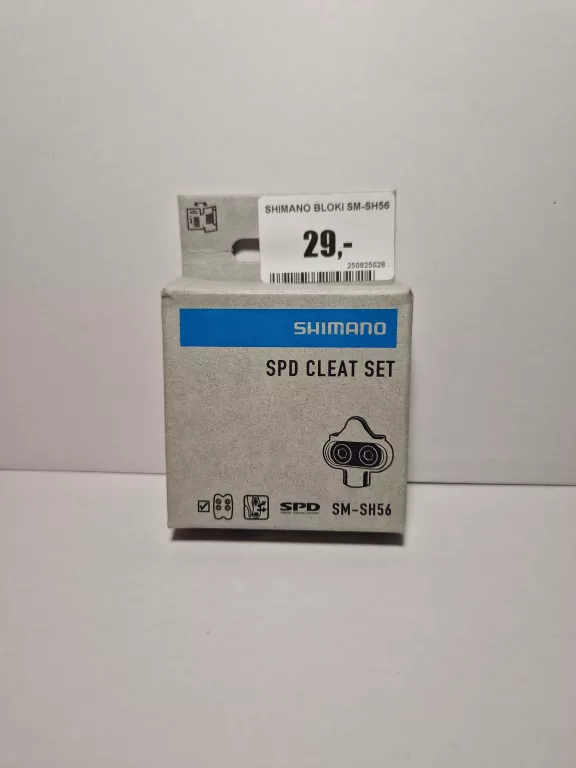 SHIMANO BLOKI SM-SH56
29,-
250825028
SHIMANO
SPD CLEAT SET
SPD
SM-SH56